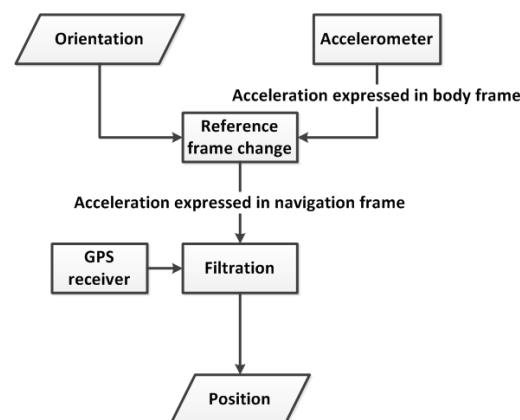 Orientation
Accelerometer
Acceleration expressed in body frame
Reference
frame change
Acceleration expressed in navigation frame
GPS
receiver
Filtration
Position